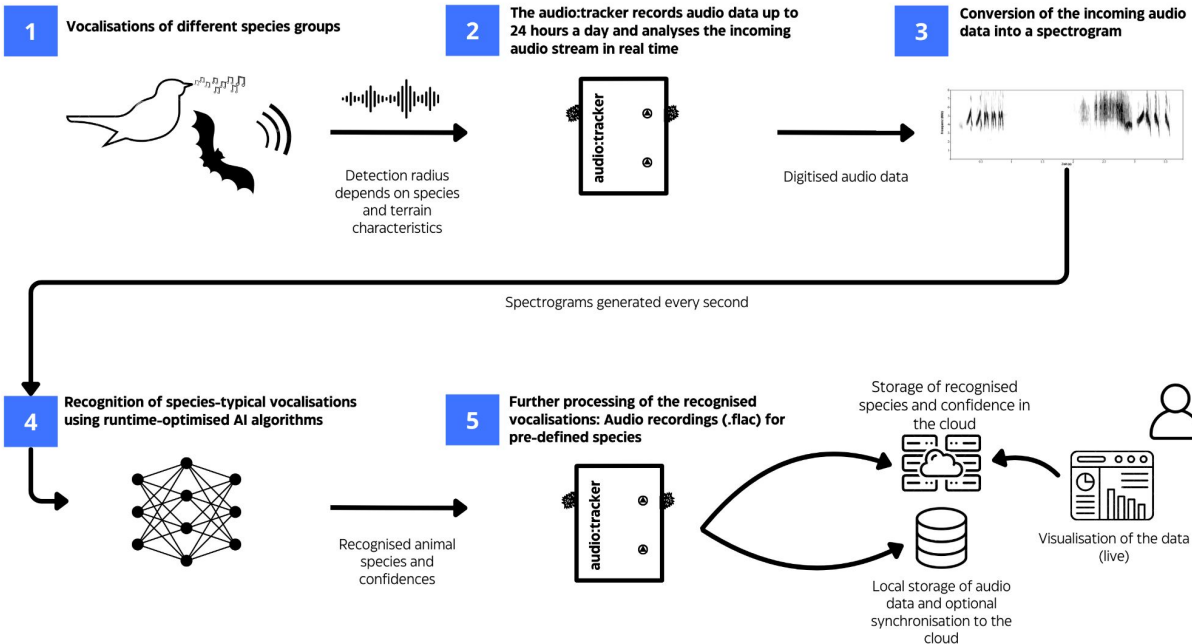 1
Vocalisations of different species groups
2
The audio:tracker records audio data up to
24 hours a day and analyses the incoming
audio stream in real time
3
Conversion of the incoming audio
data into a spectrogram
audio:tracker
Detection radius
depends on species
and terrain
characteristics
Digitised audio data
Spectrograms generated every second
4
Recognition of species-typical vocalisations
using runtime-optimised AI algorithms
5
Further processing of the recognised
vocalisations: Audio recordings (.flac) for
pre-defined species
Storage of recognised
species and confidence in
the cloud
audio:tracker
Recognised animal
species and
confidences
Visualisation of the data
(live)
Local storage of audio
data and optional
synchronisation to the
cloud